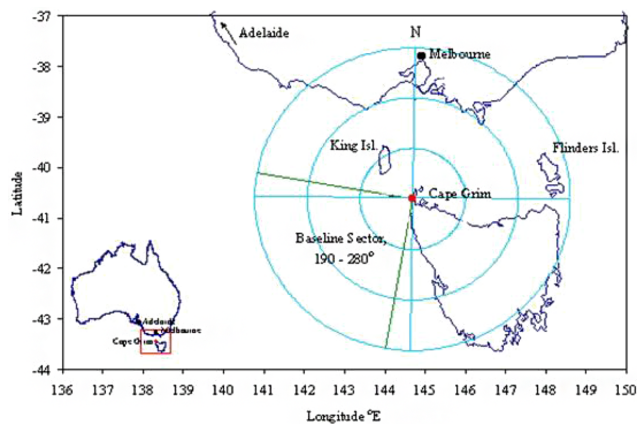 -37
-38
-39
-40
-41
-42
-43
-44
Latitude
136
137
138
139
140
141
142
143
144
145
146
147
148
149
150
Longitude °E
N
Adelaide
Melbourne
King Isl.
Flinders Isl.
Cape Grim
Baseline Sector,
190 - 280°
Adelaide
Melbourne
Cape Grim